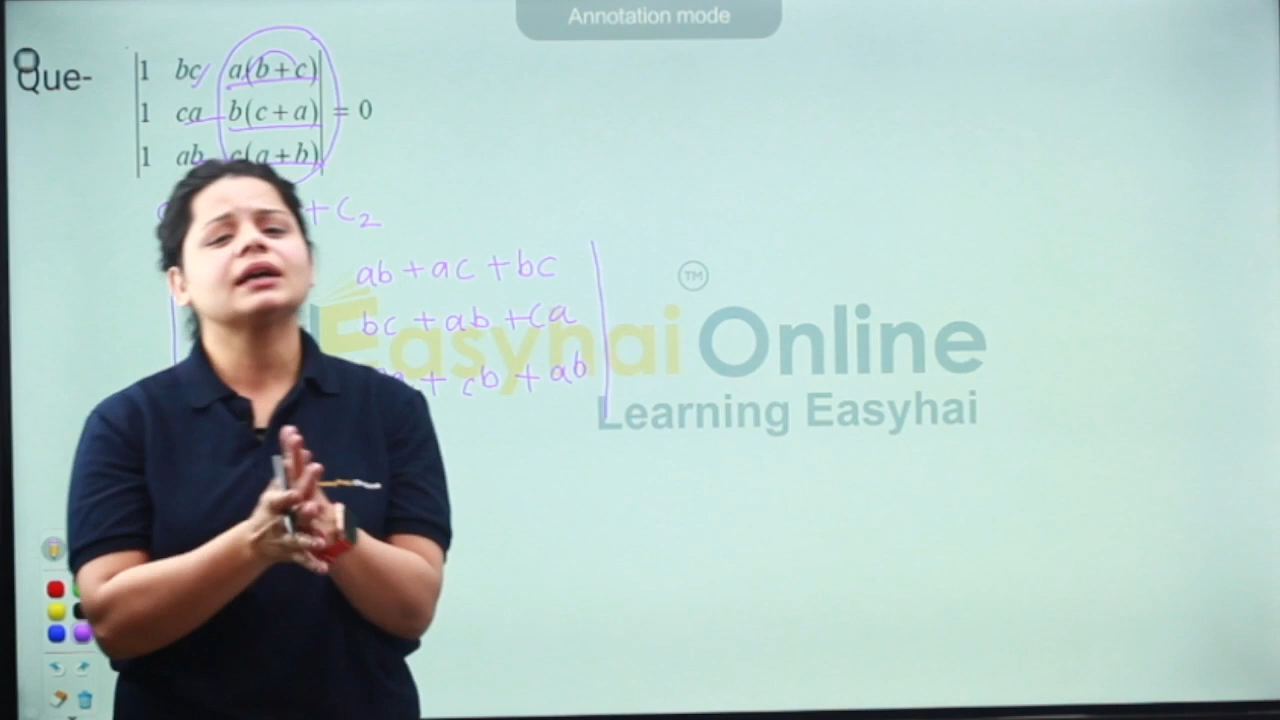 Annotation mode
Que-
1 bc a(b+c)
1 ca b(c+a) = 0
1 ab c(a+b)
+ C2
ab + ac + bc
bc + ab + ca
+ cb + ab
TM
Easyhai Online
Learning Easyhai